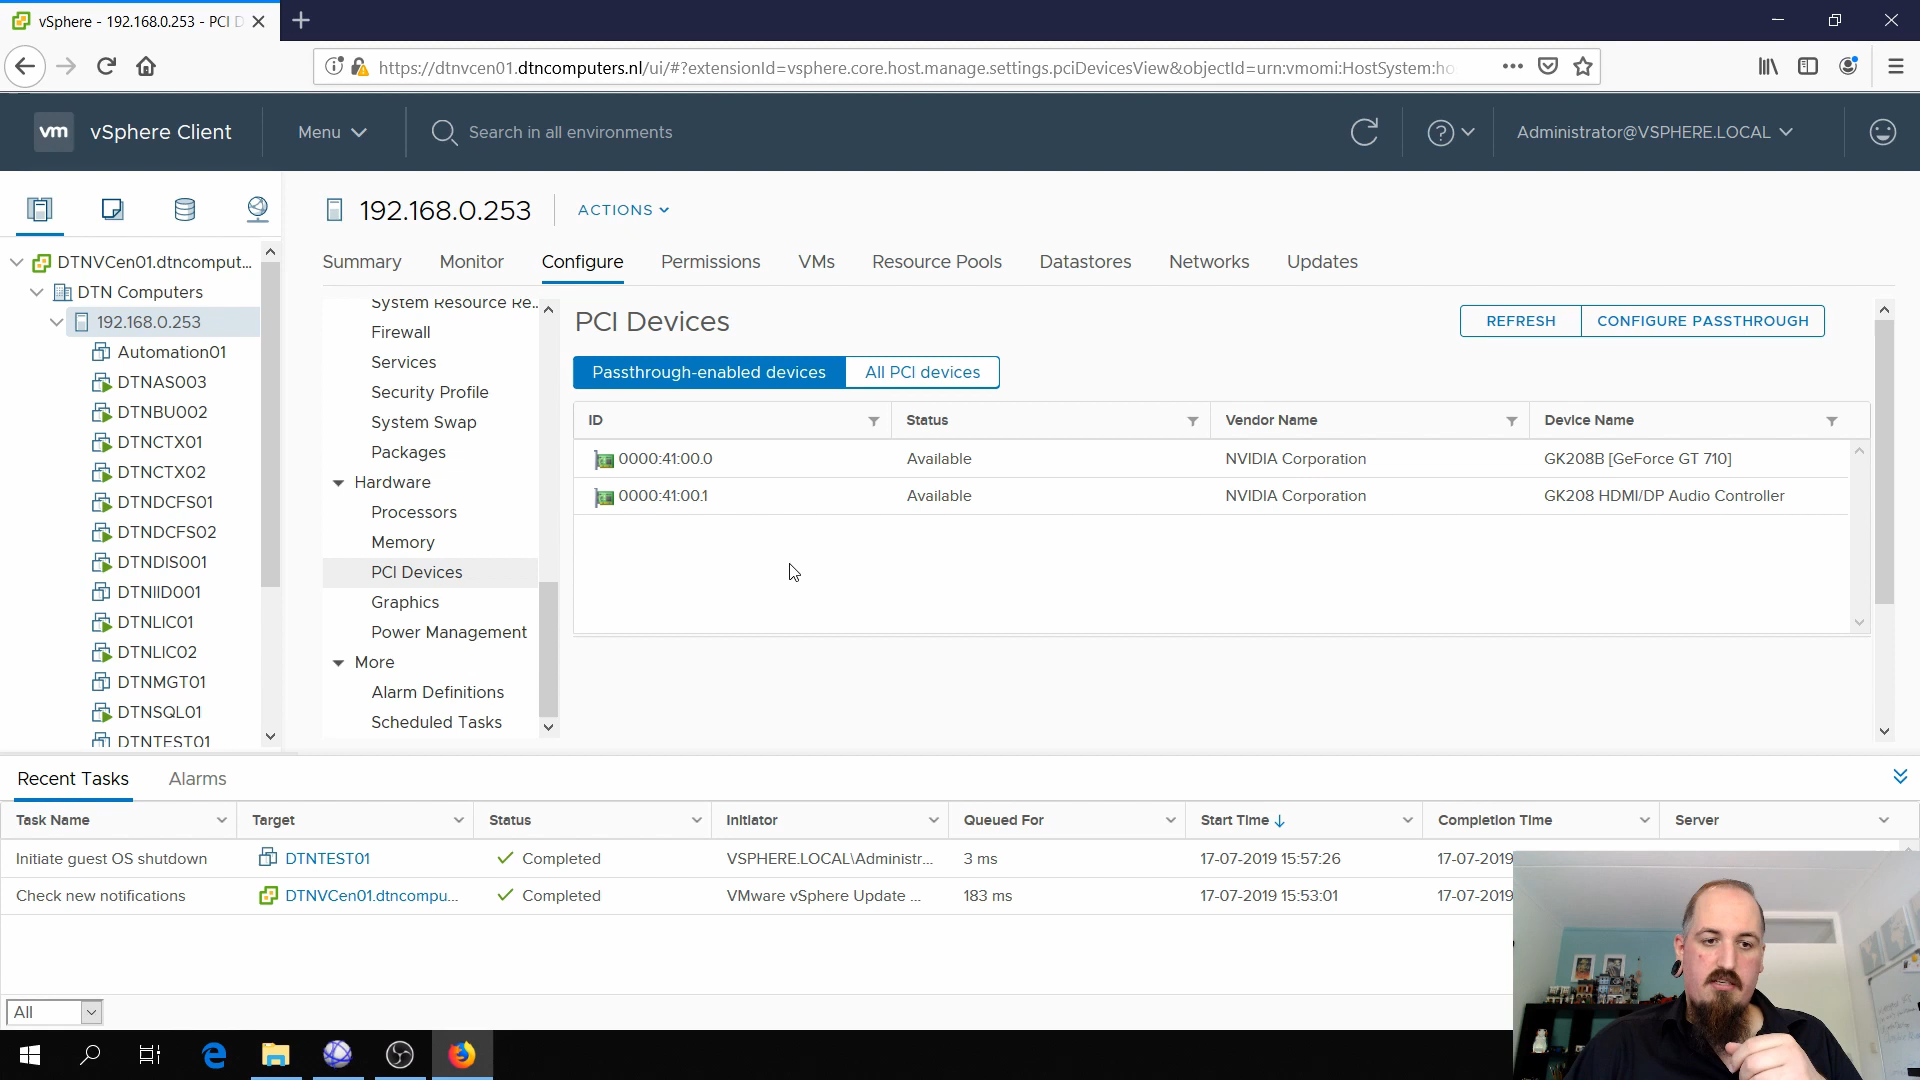 vSphere - 192.168.0.253 - PCI D
https://dtnvcen01.dtncomputers.nl/ui/#?extensionId=vsphere.core.host.manage.settings.pciDevicesView&objectId=urn:vmomi:HostSystem:ho
vm vSphere Client Menu Search in all environments Administrator@VSPHERE.LOCAL
192.168.0.253 ACTIONS
Summary Monitor Configure Permissions VMs Resource Pools Datastores Networks Updates
DTNVCen01.dtncomput...
DTN Computers
192.168.0.253
Automation01
DTNAS003
DTNBU002
DTNCTX01
DTNCTX02
DTNDCFS01
DTNDCFS02
DTNDIS001
DTNIID001
DTNLIC01
DTNLIC02
DTNMGT01
DTNSQL01
DTNTEST01
System Resource Re...
Firewall
Services
Security Profile
System Swap
Packages
Hardware
Processors
Memory
PCI Devices
Graphics
Power Management
More
Alarm Definitions
Scheduled Tasks
PCI Devices REFRESH CONFIGURE PASSTHROUGH
Passthrough-enabled devices All PCI devices
ID Status Vendor Name Device Name
0000:41:00.0 Available NVIDIA Corporation GK208B [GeForce GT 710]
0000:41:00.1 Available NVIDIA Corporation GK208 HDMI/DP Audio Controller
Recent Tasks Alarms
Task Name Target Status Initiator Queued For Start Time Completion Time Server
Initiate guest OS shutdown DTNTEST01 Completed VSPHERE.LOCAL\Administr... 3 ms 17-07-2019 15:57:26 17-07-2019
Check new notifications DTNVCen01.dtncompu... Completed VMware vSphere Update ... 183 ms 17-07-2019 15:53:01 17-07-2019
All